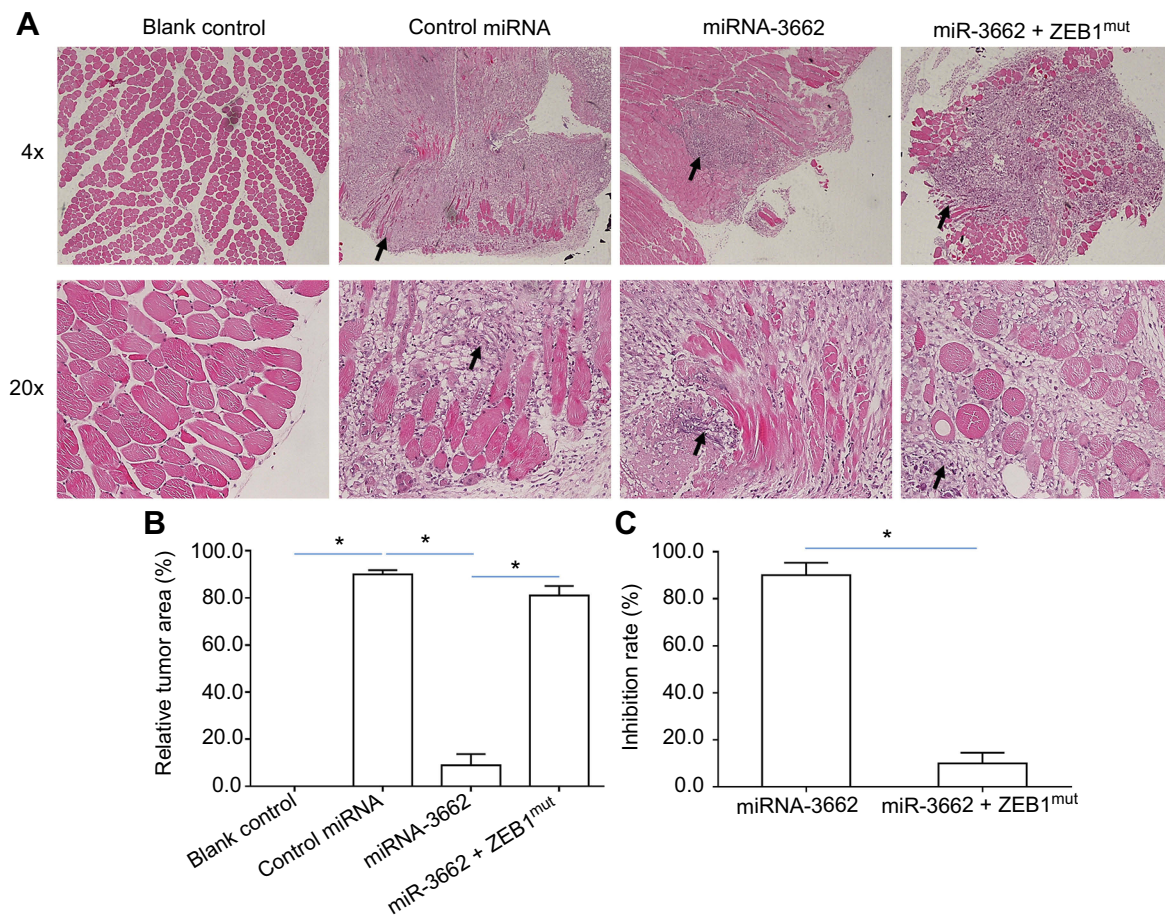 A
Blank control
Control miRNA
miRNA-3662
miR-3662 + ZEB1mut
4x
20x
B
100.0
80.0
60.0
40.0
20.0
0.0
Relative tumor area (%)
*
*
*
Blank control
Control miRNA
miRNA-3662
miR-3662 + ZEB1mut
C
100.0
80.0
60.0
40.0
20.0
0.0
Inhibition rate (%)
*
miRNA-3662
miR-3662 + ZEB1mut